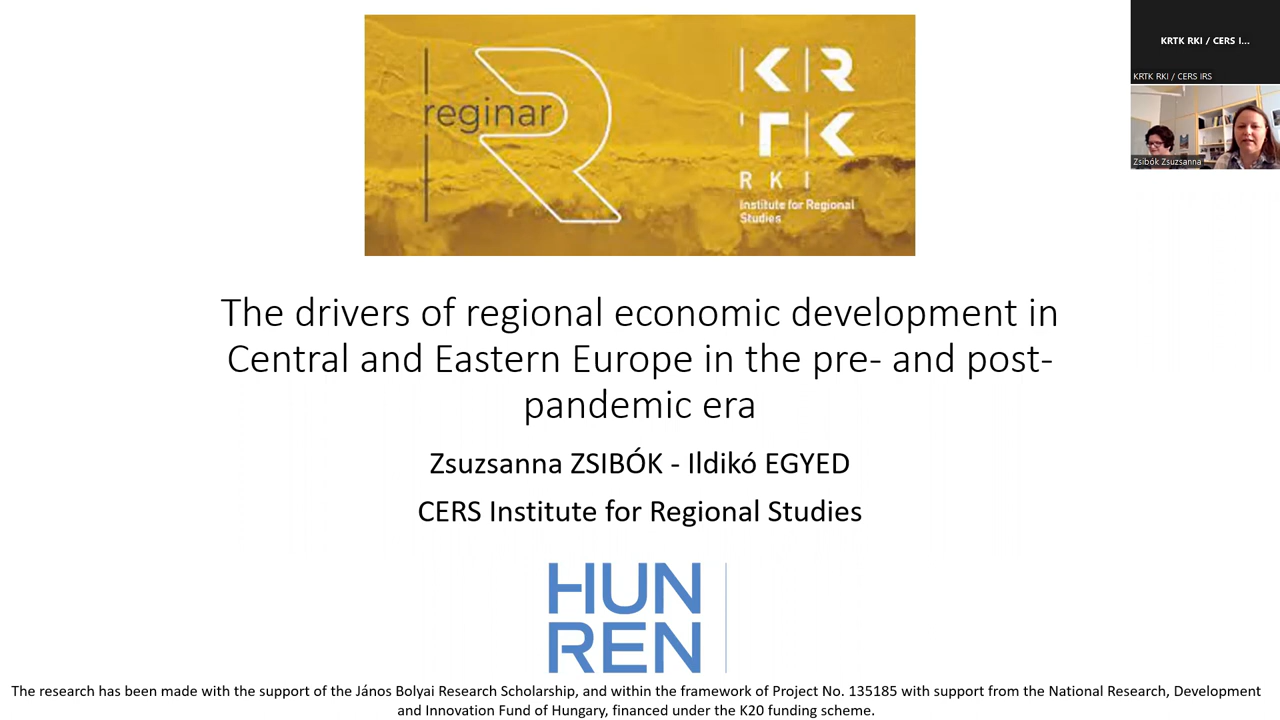 reginar
KR
TK
RKI
Institute for Regional
Studies
KRTK RKI / CERS I...
KRTK RKI / CERS IRS
Zsibók Zsuzsanna
The drivers of regional economic development in
Central and Eastern Europe in the pre- and post-
pandemic era
Zsuzsanna ZSIBÓK - Ildikó EGYED
CERS Institute for Regional Studies
HUN
REN
The research has been made with the support of the János Bolyai Research Scholarship, and within the framework of Project No. 135185 with support from the National Research, Development
and Innovation Fund of Hungary, financed under the K20 funding scheme.